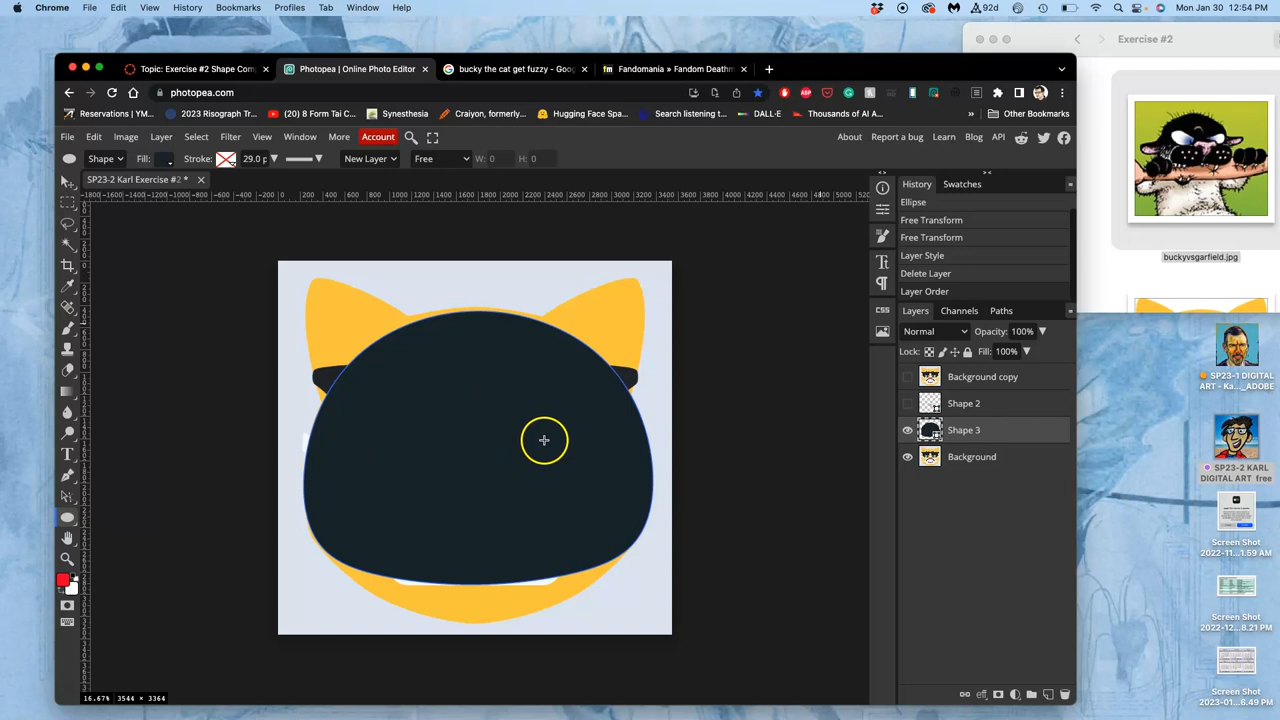 Chrome File Edit View History Bookmarks Profiles Tab Window Help 92d Mon Jan 30 12:54 PM
Topic: Exercise #2 Shape Com Photopea | Online Photo Editor bucky the cat get fuzzy - Goog Fandomania » Fandom Deathm
Exercise #2
photopea.com
Reservations – [YM... 2023 Risograph Tr... (20) 8 Form Tai C... Synesthesia Craiyon, formerly... Hugging Face Spa... Search listening t... DALL·E Thousands of AI A... » Other Bookmarks
File Edit Image Layer Select Filter View Window More Account About Report a bug Learn Blog API
Shape Fill: Stroke: 29.0 p New Layer Free W: 0 H: 0
SP23-2 Karl Exercise #2 *
History Swatches
Ellipse
Free Transform
Free Transform
Layer Style
Delete Layer
Layer Order
Layers Channels Paths
Normal Opacity: 100%
Lock: Fill: 100%
Background copy
Shape 2
Shape 3
Background
CSS
buckyvsgarfield.jpg
SP23-1 DIGITAL
ART - Ka..._ADOBE
SP23-2 KARL
DIGITAL ART free
Screen Shot
2022-11...1.59 AM
Screen Shot
2022-12...8.21 PM
Screen Shot
2023-01...6.49 PM
16.67% 3544 × 3364